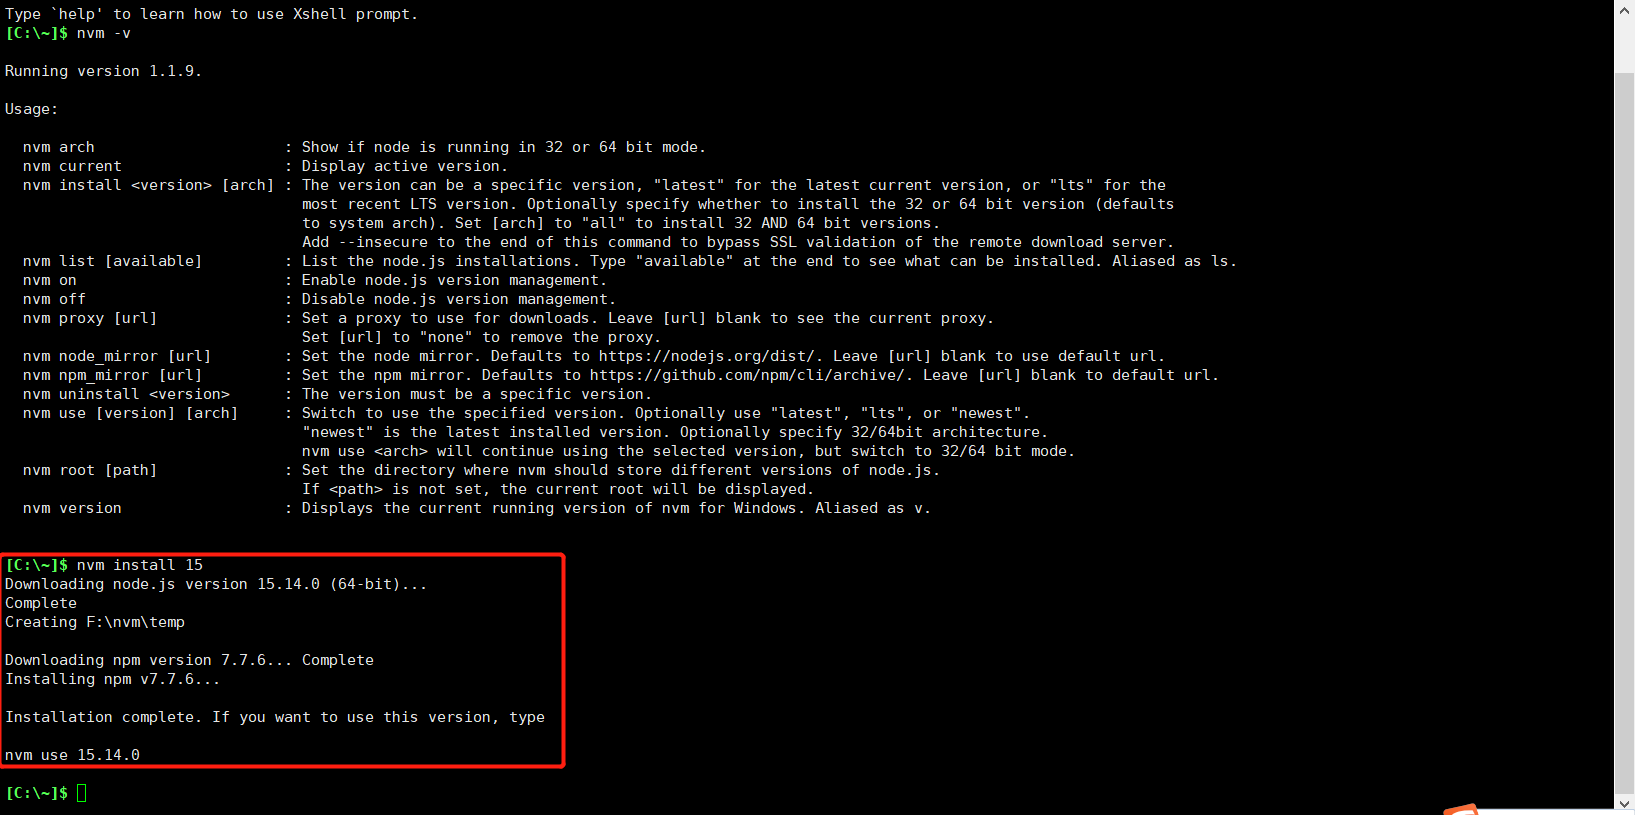 Type `help' to learn how to use Xshell prompt.
[C:\~]$ nvm -v
Running version 1.1.9.
Usage:
nvm arch : Show if node is running in 32 or 64 bit mode.
nvm current : Display active version.
nvm install <version> [arch] : The version can be a specific version, "latest" for the latest current version, or "lts" for the
most recent LTS version. Optionally specify whether to install the 32 or 64 bit version (defaults
to system arch). Set [arch] to "all" to install 32 AND 64 bit versions.
Add --insecure to the end of this command to bypass SSL validation of the remote download server.
nvm list [available] : List the node.js installations. Type "available" at the end to see what can be installed. Aliased as ls.
nvm on : Enable node.js version management.
nvm off : Disable node.js version management.
nvm proxy [url] : Set a proxy to use for downloads. Leave [url] blank to see the current proxy.
Set [url] to "none" to remove the proxy.
nvm node_mirror [url] : Set the node mirror. Defaults to https://nodejs.org/dist/. Leave [url] blank to use default url.
nvm npm_mirror [url] : Set the npm mirror. Defaults to https://github.com/npm/cli/archive/. Leave [url] blank to default url.
nvm uninstall <version> : The version must be a specific version.
nvm use [version] [arch] : Switch to use the specified version. Optionally use "latest", "lts", or "newest".
"newest" is the latest installed version. Optionally specify 32/64bit architecture.
nvm use <arch> will continue using the selected version, but switch to 32/64 bit mode.
nvm root [path] : Set the directory where nvm should store different versions of node.js.
If <path> is not set, the current root will be displayed.
nvm version : Displays the current running version of nvm for Windows. Aliased as v.
[C:\~]$ nvm install 15
Downloading node.js version 15.14.0 (64-bit)...
Complete
Creating F:\nvm\temp
Downloading npm version 7.7.6... Complete
Installing npm v7.7.6...
Installation complete. If you want to use this version, type
nvm use 15.14.0
[C:\~]$